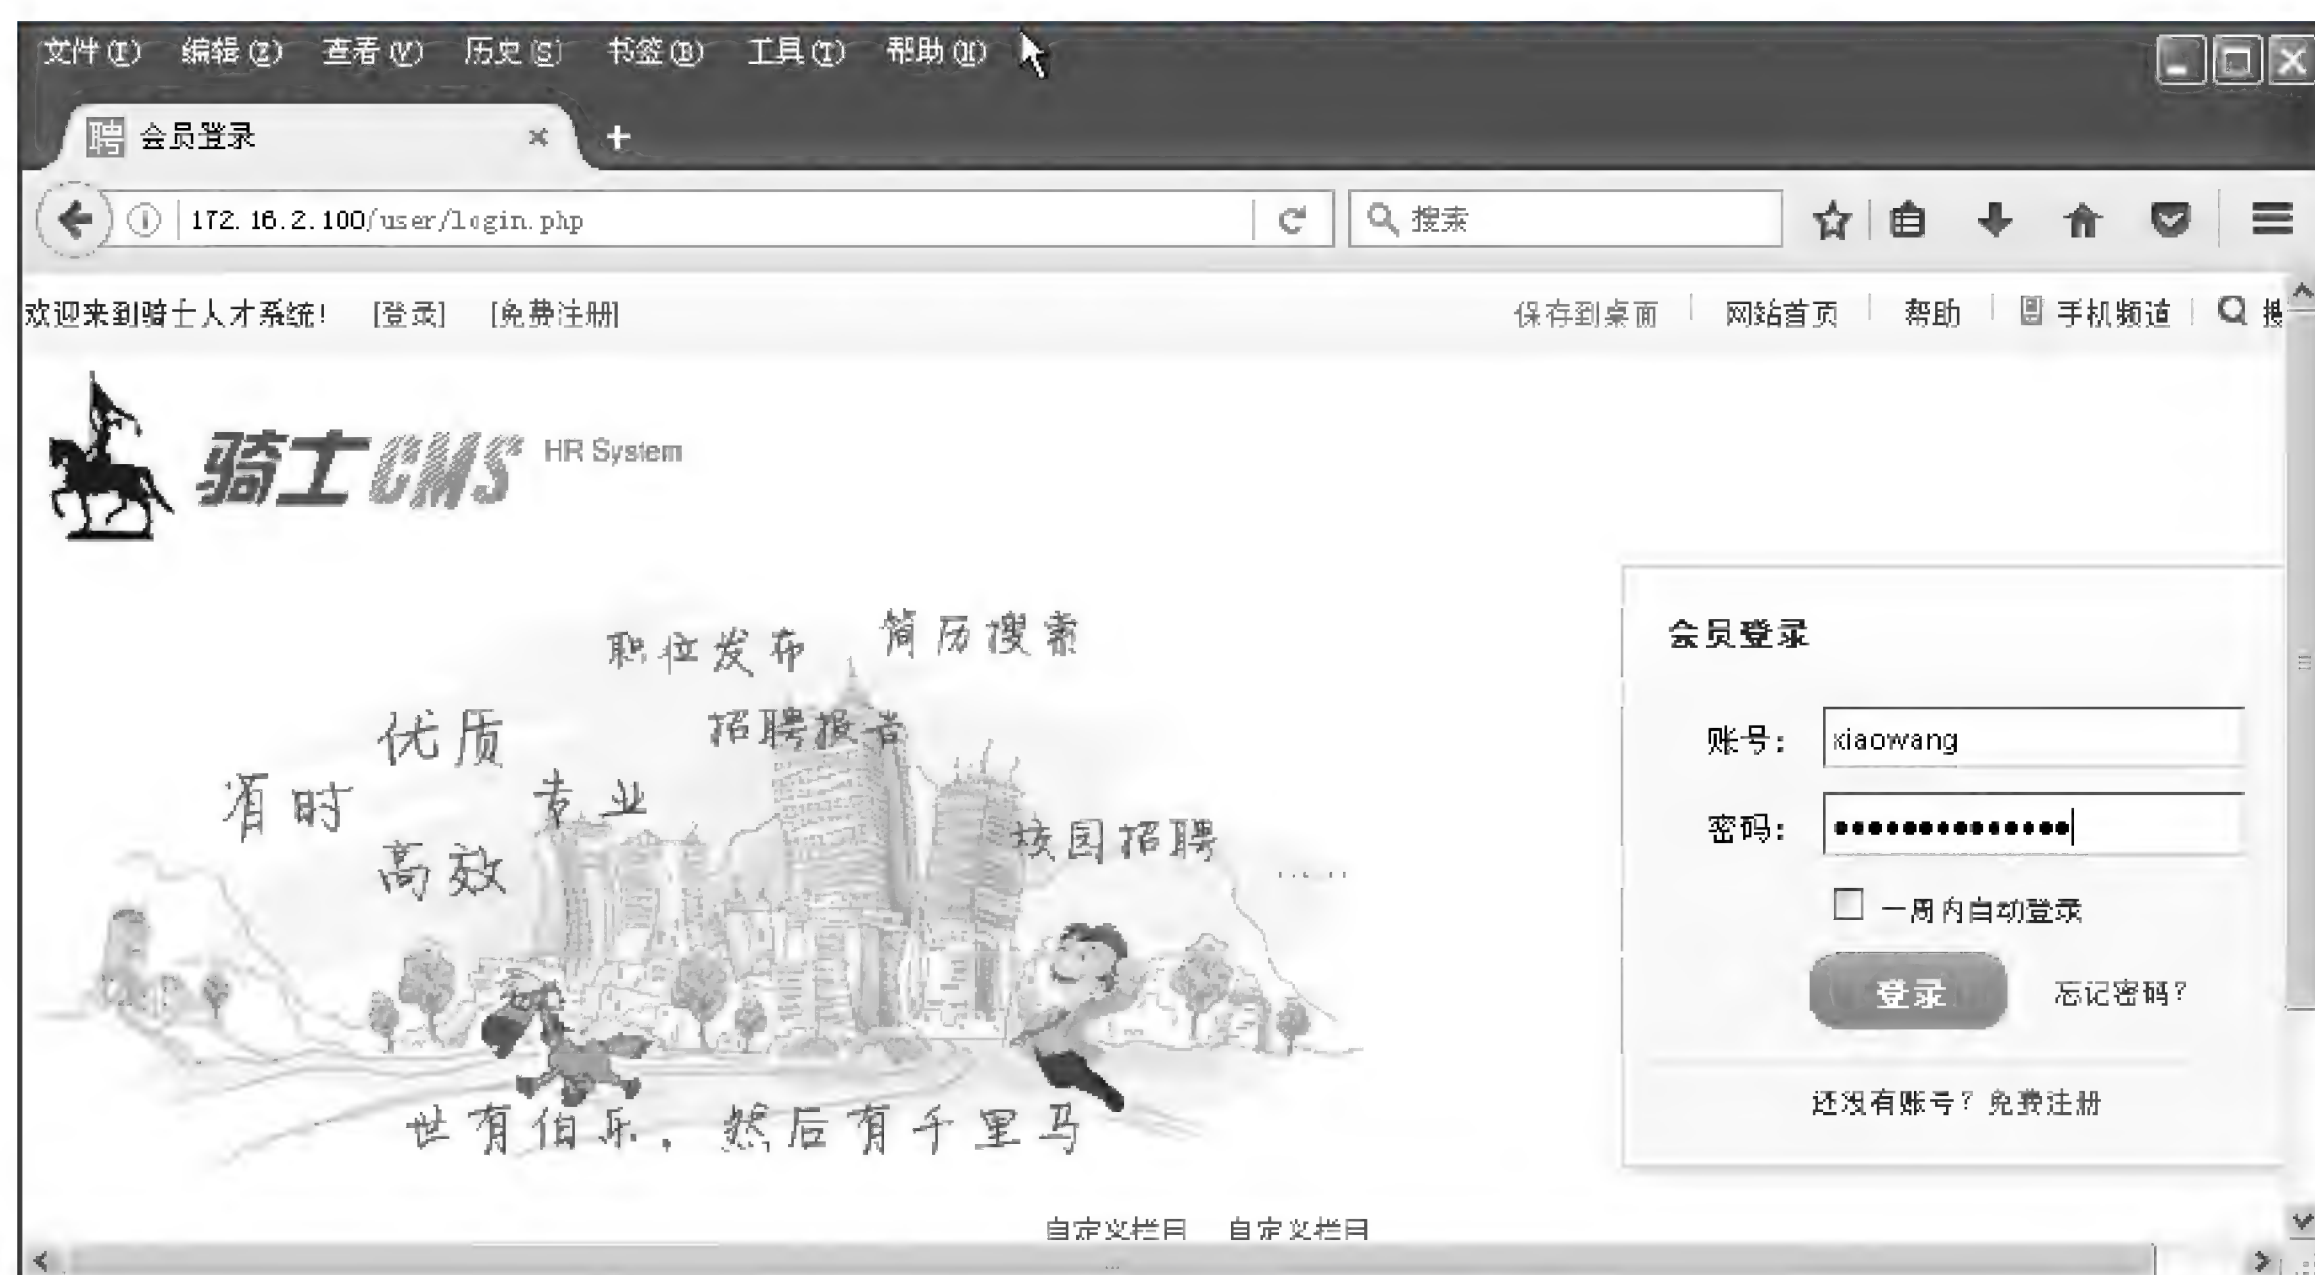 文件(F) 编辑(E) 查看(V) 历史(S) 书签(B) 工具(T) 帮助(H)
聘 会员登录 × +
172.16.2.100/user/login.php 搜索
欢迎来到骑士人才系统! [登录] [免费注册] 保存到桌面 网站首页 帮助 手机频道
骑士CMS HR System
职位发布 简历搜索
优质 招聘报告
省时 专业
高效 校园招聘 ......
世有伯乐，然后有千里马
会员登录
账号: xiaowang
密码: ••••••••••••••
一周内自动登录
登录 忘记密码?
还没有账号? 免费注册
自定义栏目 自定义栏目